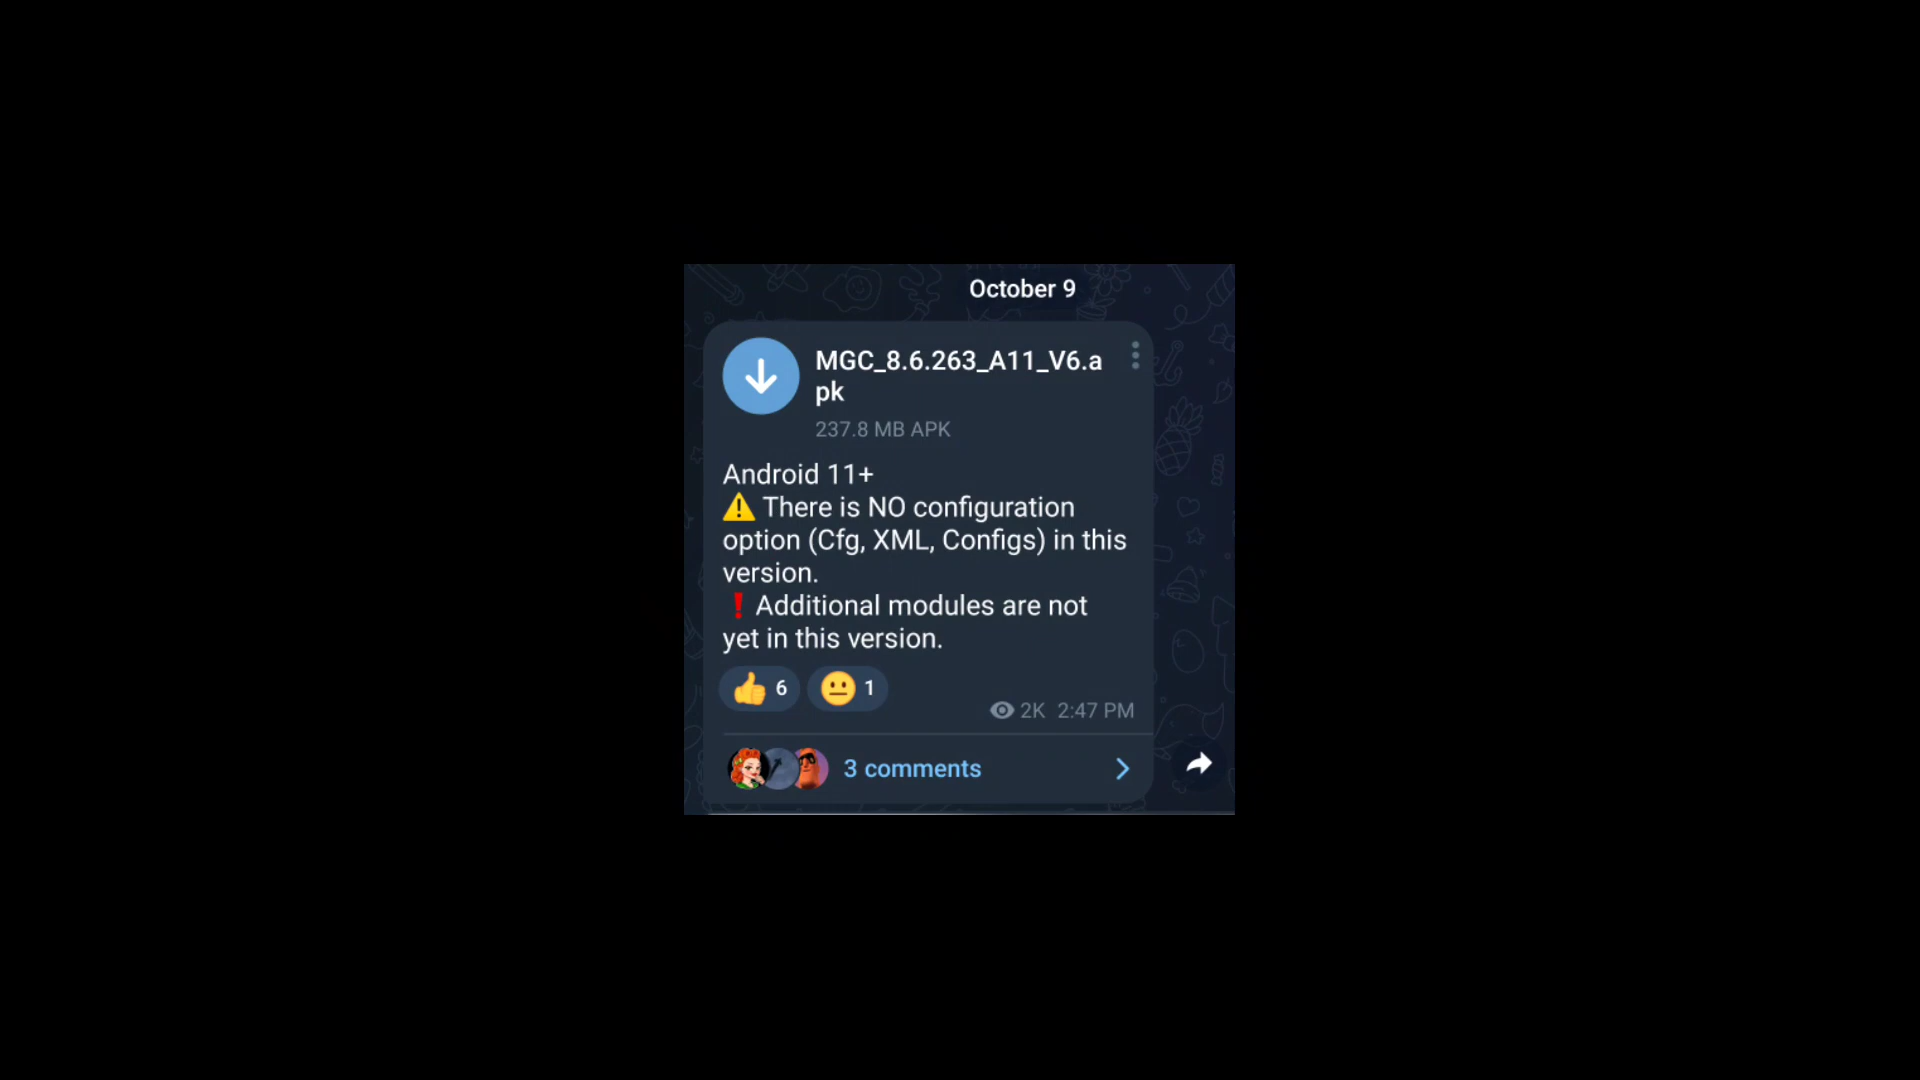 October 9
MGC_8.6.263_A11_V6.a
pk
237.8 MB APK
Android 11+
⚠️ There is NO configuration
option (Cfg, XML, Configs) in this
version.
❗ Additional modules are not
yet in this version.
👍 6 😐 1
2K 2:47 PM
3 comments